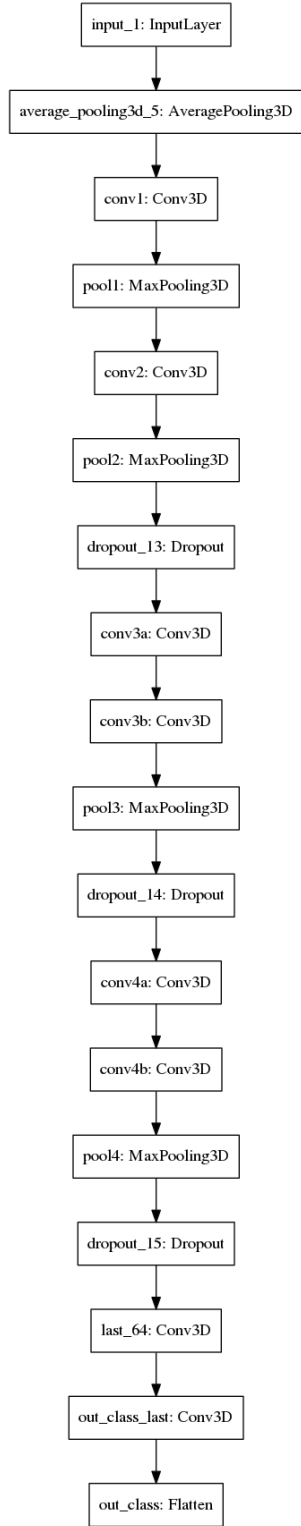 input_1: InputLayer
average_pooling3d_5: AveragePooling3D
conv1: Conv3D
pool1: MaxPooling3D
conv2: Conv3D
pool2: MaxPooling3D
dropout_13: Dropout
conv3a: Conv3D
conv3b: Conv3D
pool3: MaxPooling3D
dropout_14: Dropout
conv4a: Conv3D
conv4b: Conv3D
pool4: MaxPooling3D
dropout_15: Dropout
last_64: Conv3D
out_class_last: Conv3D
out_class: Flatten